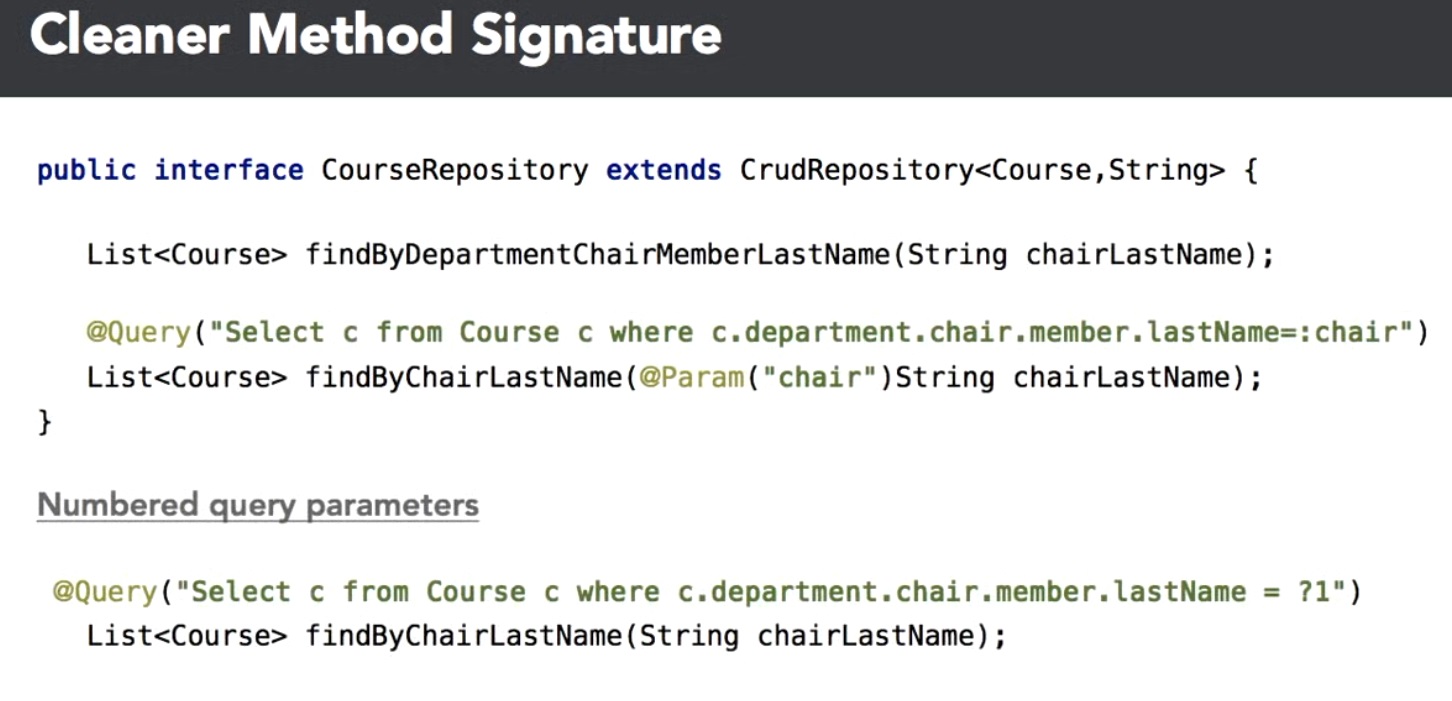 Cleaner Method Signature
public interface CourseRepository extends CrudRepository<Course,String> {
List<Course> findByDepartmentChairMemberLastName(String chairLastName);
@Query("Select c from Course c where c.department.chair.member.lastName=:chair")
List<Course> findByChairLastName(@Param("chair")String chairLastName);
}
Numbered query parameters
@Query("Select c from Course c where c.department.chair.member.lastName = ?1")
List<Course> findByChairLastName(String chairLastName);